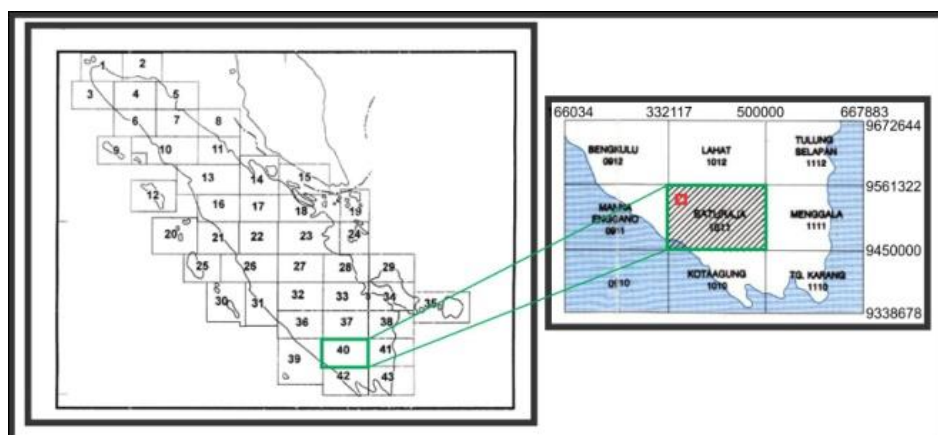 1 2
3 4 5
6 7 8
9 10 11
12 13 14 15
16 17 18 19
20 21 22 23 24
25 26 27 28 29
30 31 32 33 34 35
36 37 38
39 40 41
42 43
166034 332117 500000 667883
9672644
BENGKULU
0912
LAHAT
1012
TULUNG
SELAPAN
1112
9561322
MANNA
ENGGANO
0911
BATURAJA
1011
MENGGALA
1111
9450000
KOTAAGUNG
1010
TG. KARANG
1110
9338678